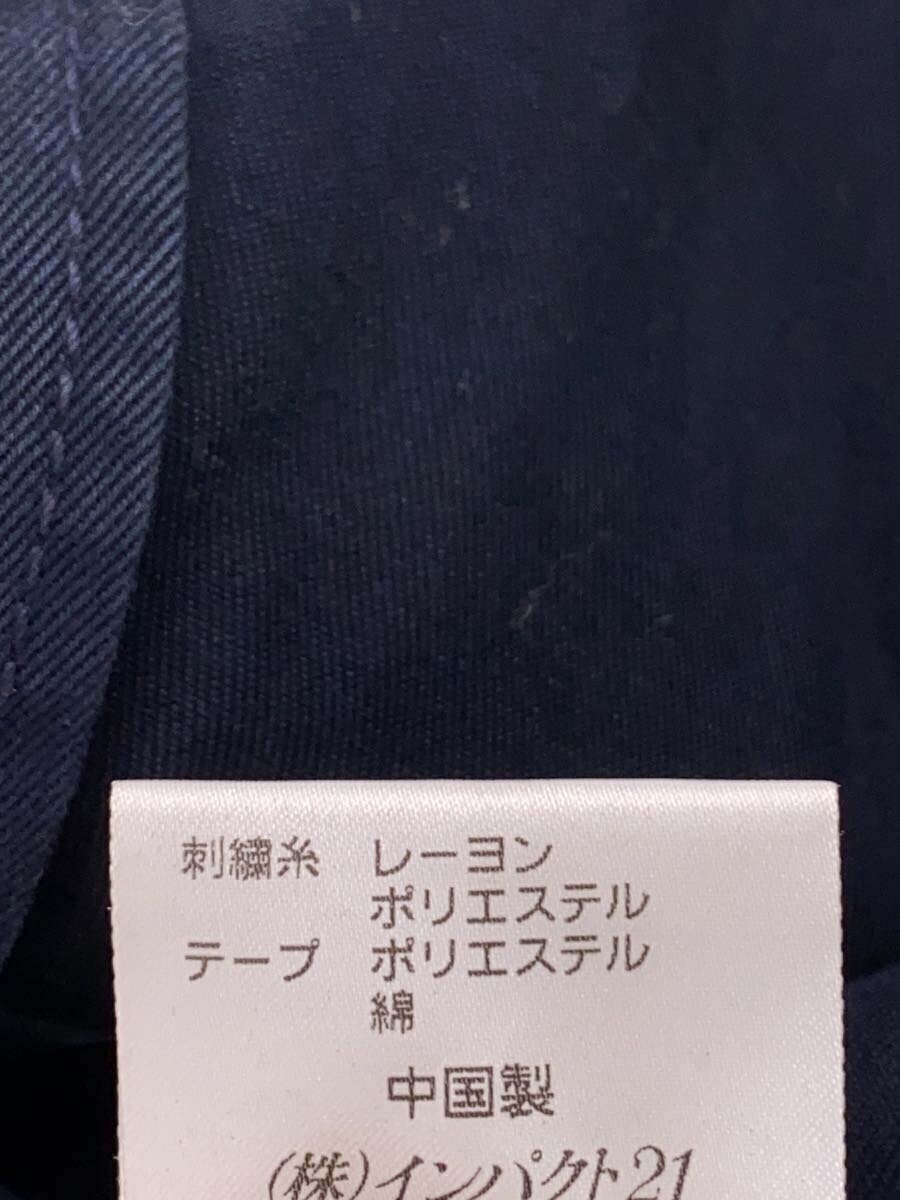 刺繍糸 レーヨン
ポリエステル
テープ ポリエステル
綿
中国製
(株)インパクト21